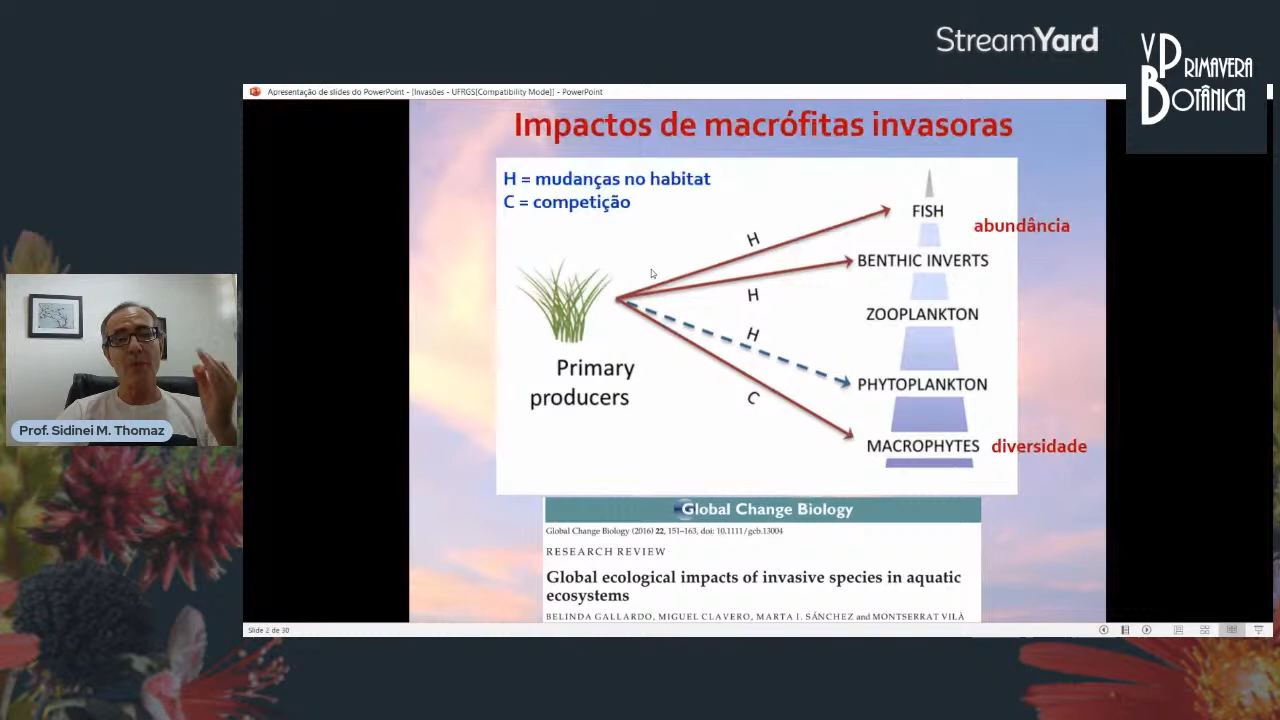 StreamYard
V PRIMAVERA
BOTÂNICA
Apresentação de slides do PowerPoint - [Invasões - UFRGS[Compatibility Mode]] - PowerPoint
Impactos de macrófitas invasoras
H = mudanças no habitat
C = competição
FISH
abundância
H
BENTHIC INVERTS
H
ZOOPLANKTON
H
Primary
producers
PHYTOPLANKTON
C
MACROPHYTES diversidade
Prof. Sidinei M. Thomaz
Global Change Biology
Global Change Biology (2016) 22, 151–163, doi: 10.1111/gcb.13004
RESEARCH REVIEW
Global ecological impacts of invasive species in aquatic
ecosystems
BELINDA GALLARDO, MIGUEL CLAVERO, MARTA I. SÁNCHEZ and MONTSERRAT VILÀ
Slide 2 de 30